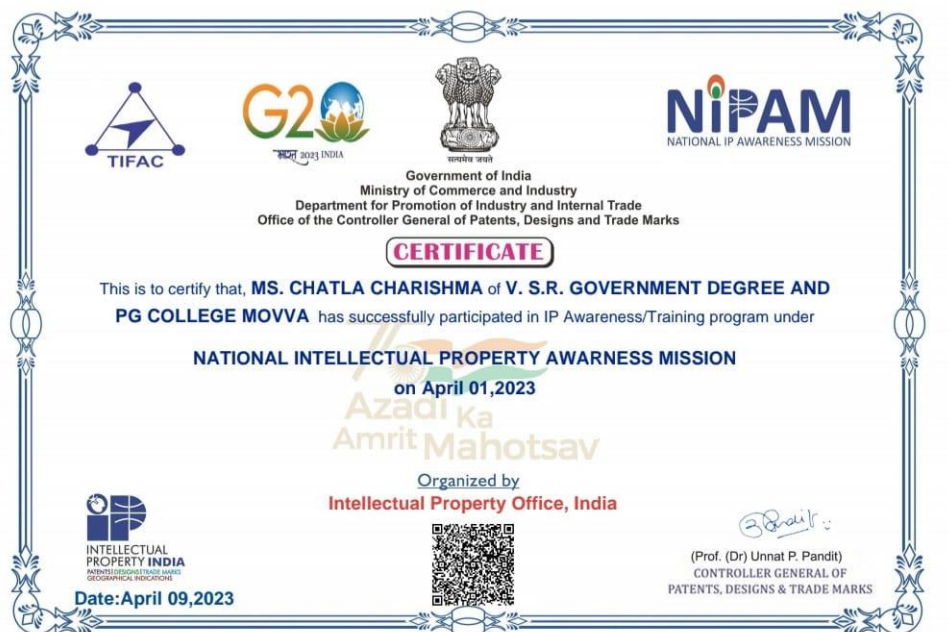 TIFAC
G20
भारत 2023 INDIA
सत्यमेव जयते
NiPAM
NATIONAL IP AWARENESS MISSION
Government of India
Ministry of Commerce and Industry
Department for Promotion of Industry and Internal Trade
Office of the Controller General of Patents, Designs and Trade Marks
CERTIFICATE
This is to certify that, MS. CHATLA CHARISHMA of V. S.R. GOVERNMENT DEGREE AND
PG COLLEGE MOVVA has successfully participated in IP Awareness/Training program under
NATIONAL INTELLECTUAL PROPERTY AWARNESS MISSION
on April 01,2023
75
Azadi Ka
Amrit Mahotsav
Organized by
Intellectual Property Office, India
iP
INTELLECTUAL
PROPERTY INDIA
PATENTS | DESIGNS | TRADE MARKS
GEOGRAPHICAL INDICATIONS
Date:April 09,2023
(Prof. (Dr) Unnat P. Pandit)
CONTROLLER GENERAL OF
PATENTS, DESIGNS & TRADE MARKS